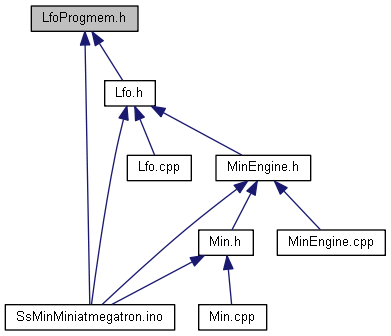 LfoProgmem.h
Lfo.h
Lfo.cpp
MinEngine.h
Min.h
MinEngine.cpp
SsMinMiniatmegatron.ino
Min.cpp